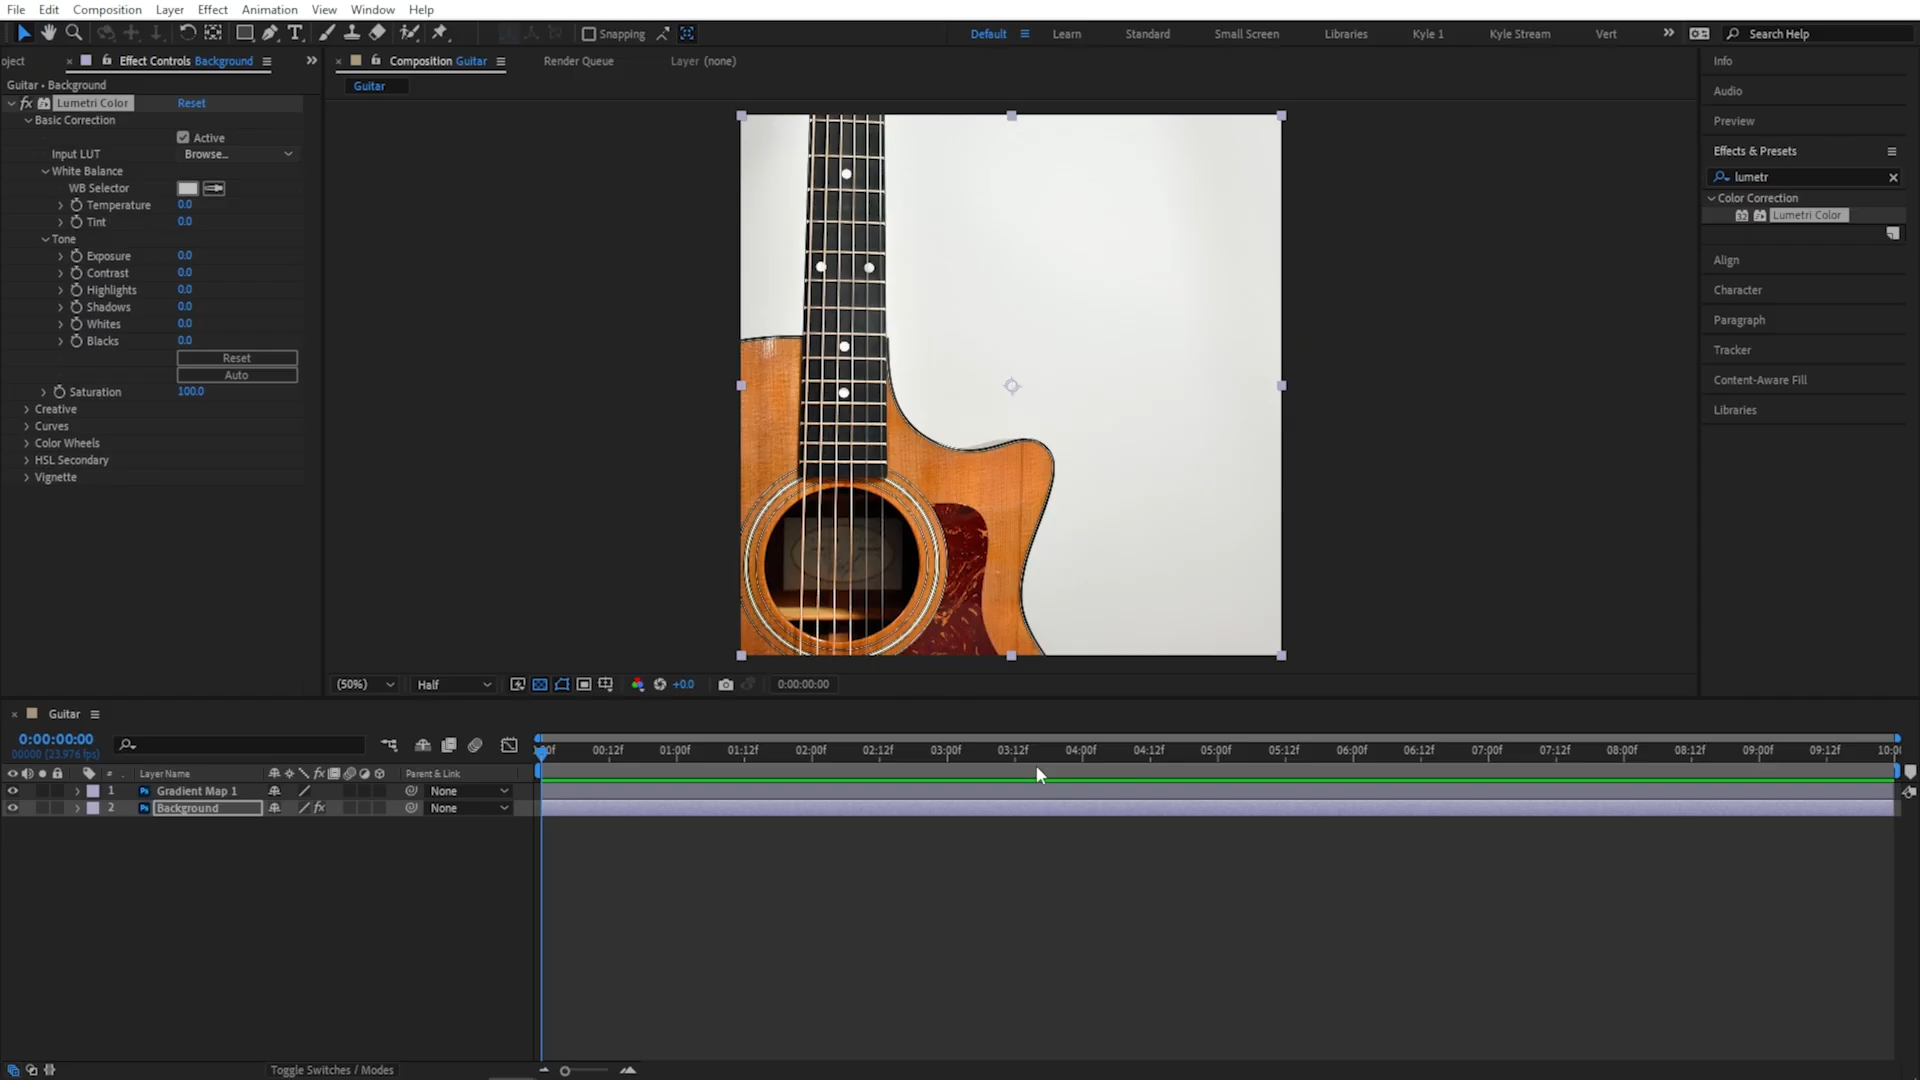 File Edit Composition Layer Effect Animation View Window Help
Snapping Default Learn Standard Small Screen Libraries Kyle 1 Kyle Stream Vert Search Help
oject Effect Controls Background Composition Guitar Render Queue Layer (none) Info
Guitar • Background
Guitar
Audio
fx Lumetri Color Reset
Basic Correction
Preview
Active
Input LUT Browse...
Effects & Presets
White Balance
lumetr
WB Selector
Color Correction
Temperature 0.0
32 Lumetri Color
Tint 0.0
Tone
Exposure 0.0
Align
Contrast 0.0
Highlights 0.0
Character
Shadows 0.0
Paragraph
Whites 0.0
Blacks 0.0
Tracker
Reset
Auto
Content-Aware Fill
Saturation 100.0
Creative
Libraries
Curves
Color Wheels
HSL Secondary
Vignette
(50%) Half +0.0 0:00:00:00
Guitar
0:00:00:00
00000 (23.976 fps)
:00f 00:12f 01:00f 01:12f 02:00f 02:12f 03:00f 03:12f 04:00f 04:12f 05:00f 05:12f 06:00f 06:12f 07:00f 07:12f 08:00f 08:12f 09:00f 09:12f 10:00
# Layer Name fx Parent & Link
1 Ps Gradient Map 1 None
2 Ps Background fx None
Toggle Switches / Modes